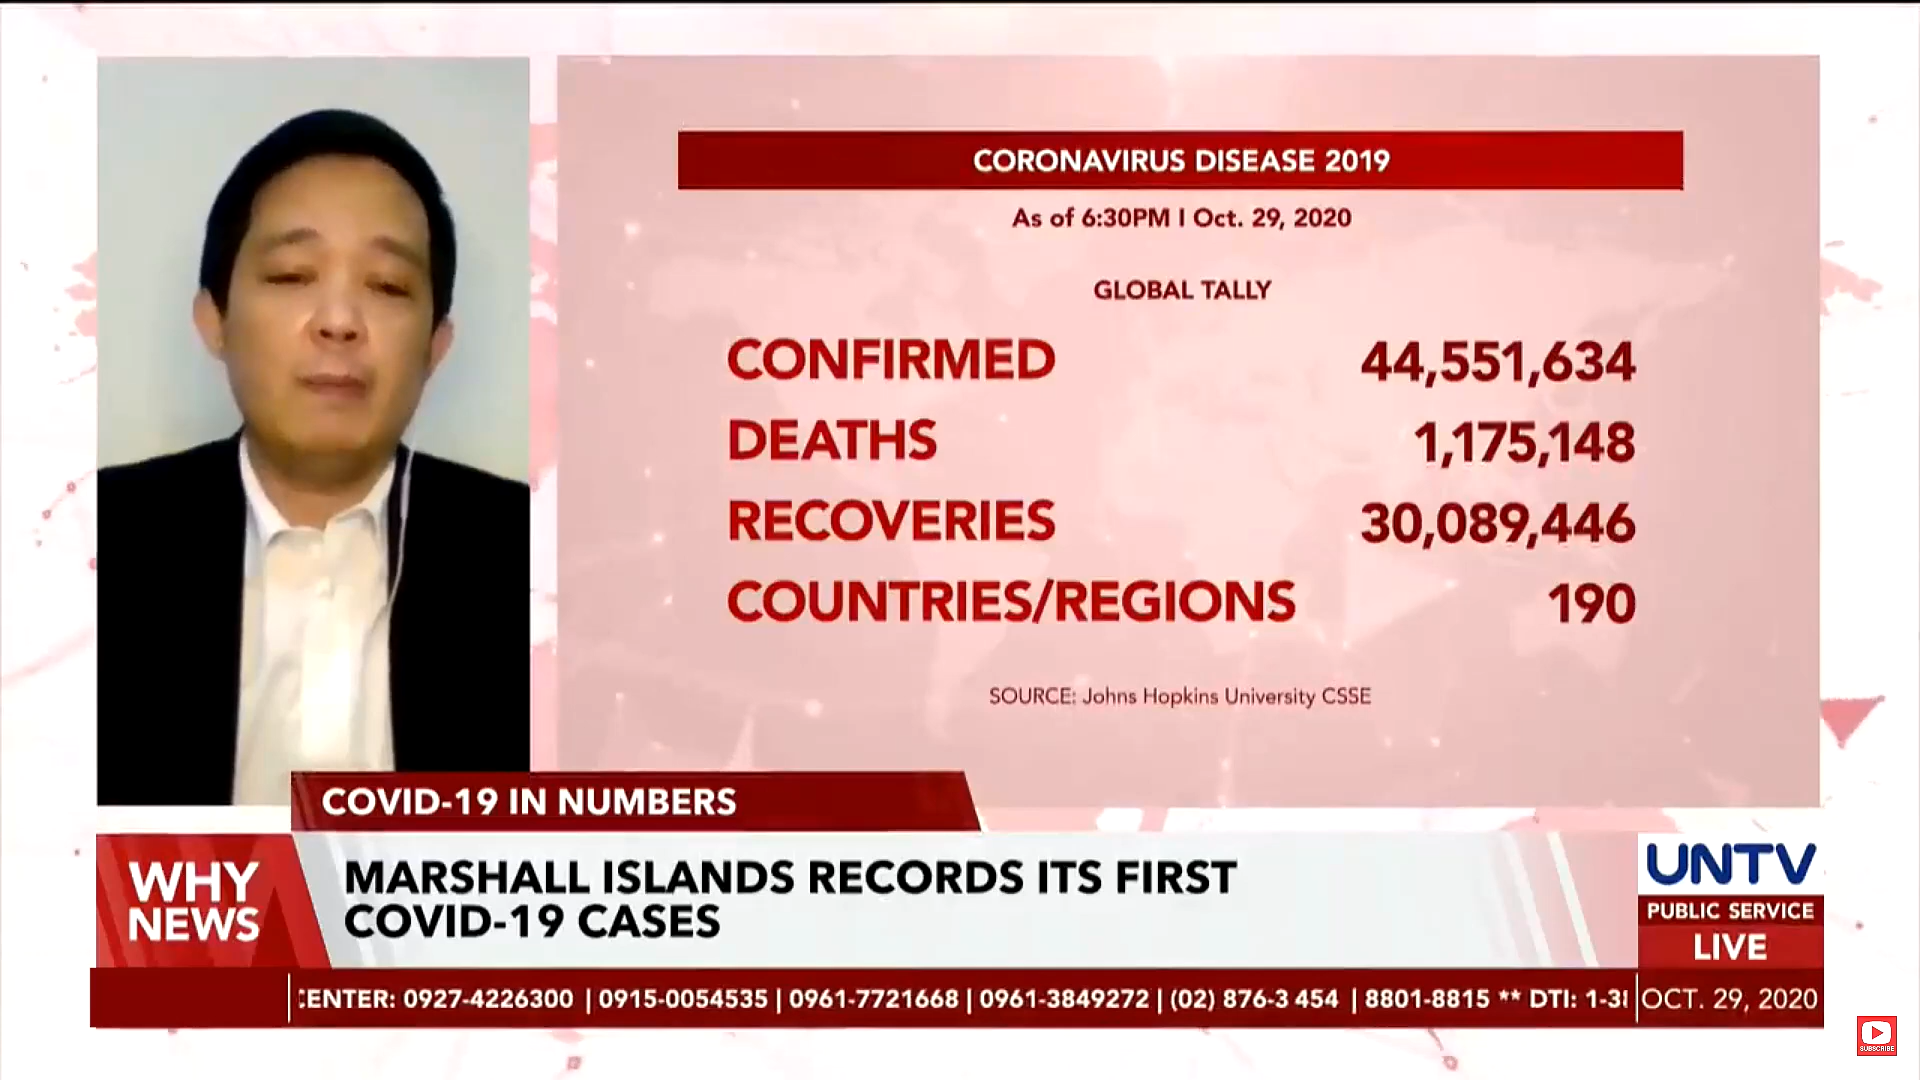 CORONAVIRUS DISEASE 2019
As of 6:30PM I Oct. 29, 2020
GLOBAL TALLY
CONFIRMED 44,551,634
DEATHS 1,175,148
RECOVERIES 30,089,446
COUNTRIES/REGIONS 190
SOURCE: Johns Hopkins University CSSE
COVID-19 IN NUMBERS
WHY
NEWS
MARSHALL ISLANDS RECORDS ITS FIRST
COVID-19 CASES
UNTV
PUBLIC SERVICE
LIVE
ENTER: 0927-4226300 | 0915-0054535 | 0961-7721668 | 0961-3849272 | (02) 876-3 454 | 8801-8815 ** DTI: 1-3
OCT. 29, 2020
SUBSCRIBE